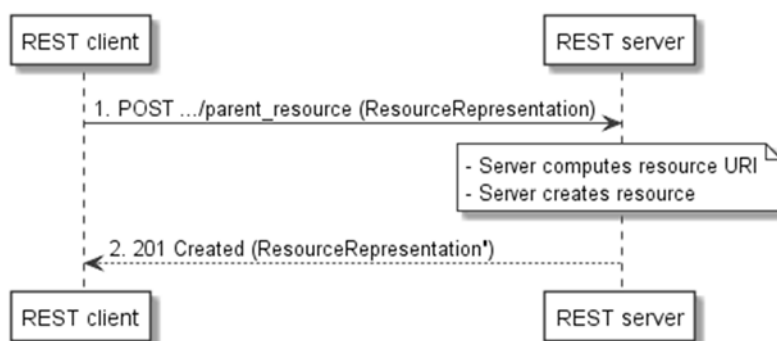 REST client
REST server
1. POST .../parent_resource (ResourceRepresentation)
- Server computes resource URI
- Server creates resource
2. 201 Created (ResourceRepresentation')
REST client
REST server